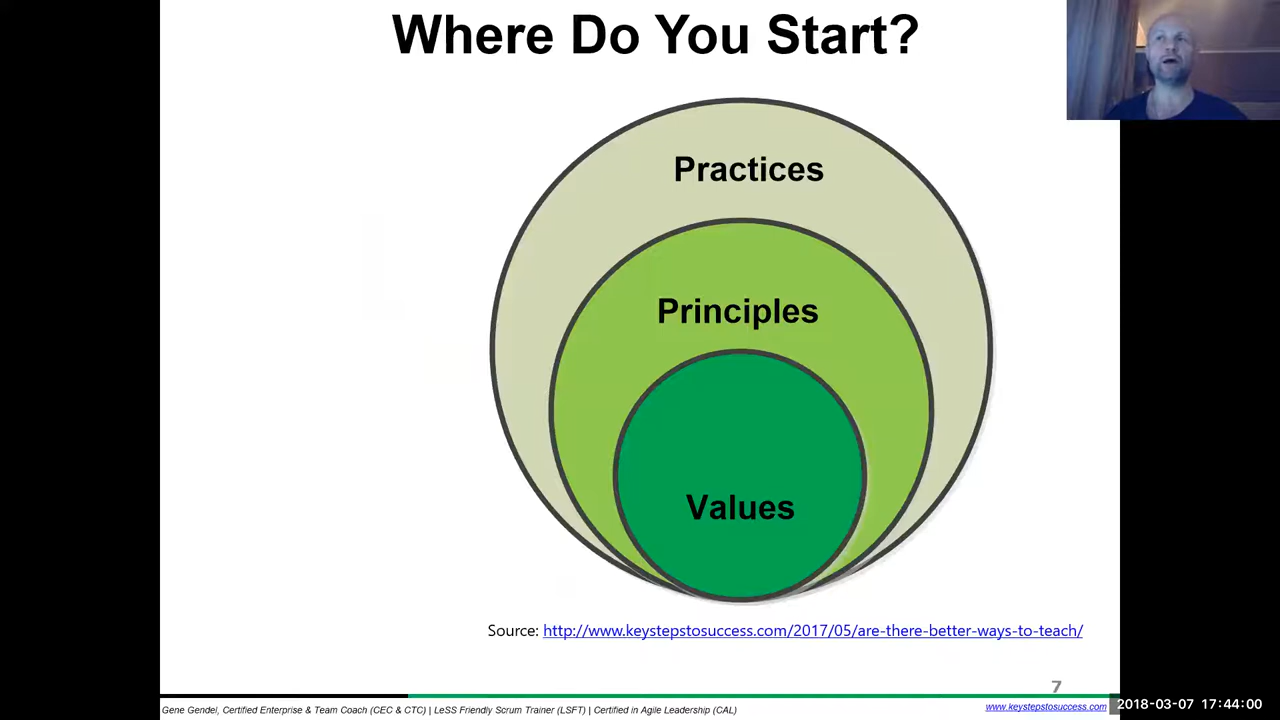 Where Do You Start?
Practices
Principles
Values
Source: http://www.keystepstosuccess.com/2017/05/are-there-better-ways-to-teach/
7
Gene Gendel, Certified Enterprise & Team Coach (CEC & CTC) | LeSS Friendly Scrum Trainer (LSFT) | Certified in Agile Leadership (CAL)
www.keystepstosuccess.com
2018-03-07 17:44:00